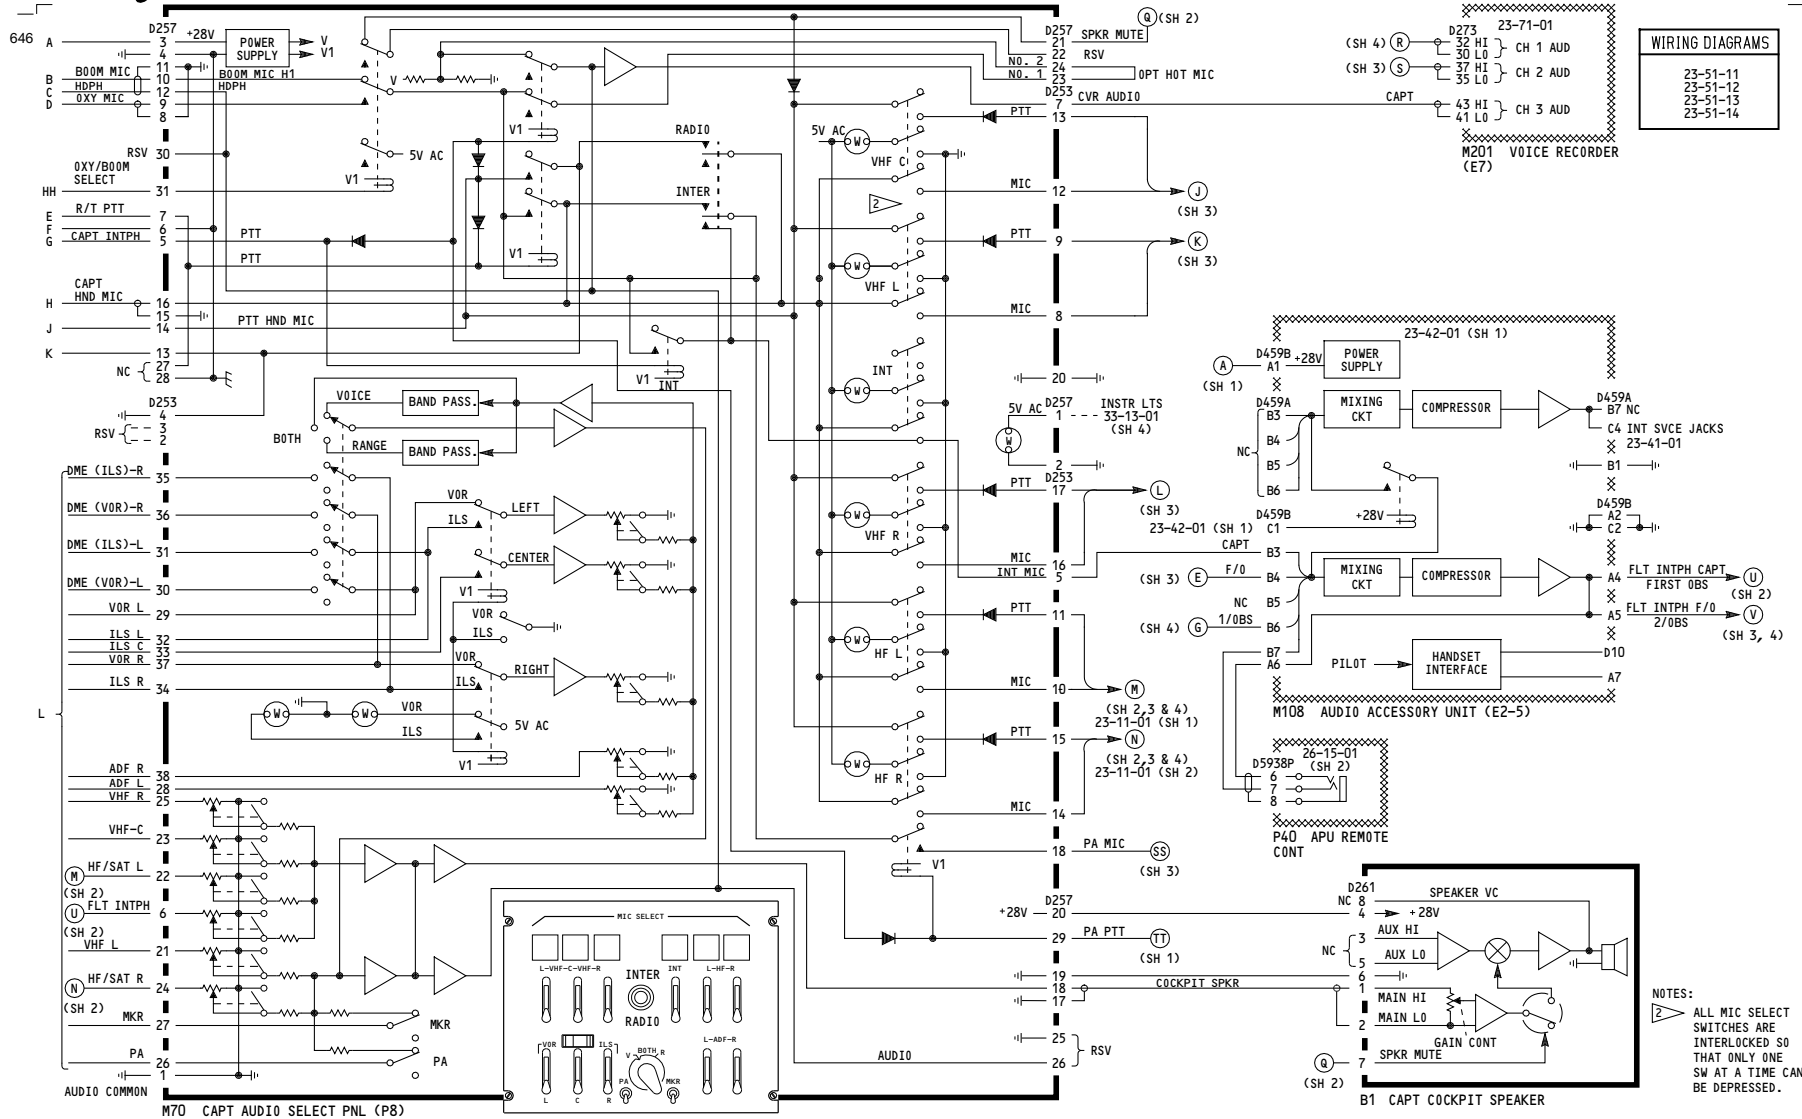 646
A
D257
3 +28V
POWER
SUPPLY
V
V1
4
11
B BOOM MIC 10 BOOM MIC HI
C HDPH 12 HDPH
D OXY MIC 9
8
V
V1
RSV 30
5V AC
OXY/BOOM
SELECT
HH 31
V1
RADIO
INTER
E R/T PTT 7
F 6
G CAPT INTPH 5 PTT
PTT
V1
CAPT
HND MIC
H 16
15
J 14 PTT HND MIC
K 13
NC 27
28
V1 INT
D253
4
RSV 3
2
VOICE
BAND PASS.
BOTH
RANGE
BAND PASS.
DME (ILS)-R 35
DME (VOR)-R 36
DME (ILS)-L 31
DME (VOR)-L 30
VOR L 29
ILS L 32
ILS C 33
VOR R 37
ILS R 34
L
VOR
ILS
LEFT
CENTER
V1
VOR
ILS
VOR
ILS
RIGHT
W W VOR
ILS
5V AC
V1
ADF R 38
ADF L 28
VHF R 25
VHF-C 23
M HF/SAT L 22
(SH 2)
U FLT INTPH 6
(SH 2)
VHF L 21
N HF/SAT R 24
(SH 2)
MKR 27
MKR
PA 26
PA
1
AUDIO COMMON
M70 CAPT AUDIO SELECT PNL (P8)
MIC SELECT
L-VHF-C-VHF-R
INT
L-HF-R
INTER
RADIO
VOR
ILS
L-ADF-R
BOTH
V
R
PA
MKR
L
C
R
5V AC
W
VHF C
2
W
VHF L
INT
W
W
VHF R
W
HF L
W
HF R
V1
D257
21 SPKR MUTE
Q (SH 2)
22 RSV
NO. 2 24
NO. 1 23
OPT HOT MIC
D253
7 CVR AUDIO
CAPT
PTT 13
MIC 12
J
(SH 3)
PTT 9
K
(SH 3)
MIC 8
20
D257
5V AC 1
INSTR LTS
33-13-01
(SH 4)
W
2
D253
PTT 17
L
(SH 3)
MIC 16
INT MIC 5
PTT 11
MIC 10
M
(SH 2,3 & 4)
23-11-01 (SH 1)
PTT 15
N
(SH 2,3 & 4)
23-11-01 (SH 2)
MIC 14
18 PA MIC SS
(SH 3)
D257
+28V 20
29 PA PTT TT
(SH 1)
19
18 COCKPIT SPKR
17
25
RSV
AUDIO 26
D273 23-71-01
(SH 4) R 32 HI
30 LO
CH 1 AUD
(SH 3) S 37 HI
35 LO
CH 2 AUD
43 HI
41 LO
CH 3 AUD
M201 VOICE RECORDER
(E7)
WIRING DIAGRAMS
23-51-11
23-51-12
23-51-13
23-51-14
23-42-01 (SH 1)
A
(SH 1)
D459B
A1 +28V
POWER
SUPPLY
D459A
B3
MIXING
CKT
COMPRESSOR
D459A
B7 NC
C4 INT SVCE JACKS
23-41-01
NC
B4
B5
B6
B1
+28V
D459B
23-42-01 (SH 1) C1
D459B
A2
C2
CAPT B3
(SH 3) E F/O B4
MIXING
CKT
COMPRESSOR
A4 FLT INTPH CAPT
FIRST OBS
U
(SH 2)
NC B5
(SH 4) G 1/OBS B6
A5 FLT INTPH F/O
2/OBS
V
(SH 3, 4)
B7
A6
PILOT
HANDSET
INTERFACE
D10
A7
M108 AUDIO ACCESSORY UNIT (E2-5)
26-15-01
(SH 2)
D5938P
6
7
8
P40 APU REMOTE
CONT
D261
NC 8 SPEAKER VC
4 +28V
NC
3 AUX HI
5 AUX LO
6
1
MAIN HI
2 MAIN LO
GAIN CONT
Q
(SH 2)
7 SPKR MUTE
B1 CAPT COCKPIT SPEAKER
NOTES:
2 ALL MIC SELECT
SWITCHES ARE
INTERLOCKED SO
THAT ONLY ONE
SW AT A TIME CAN
BE DEPRESSED.